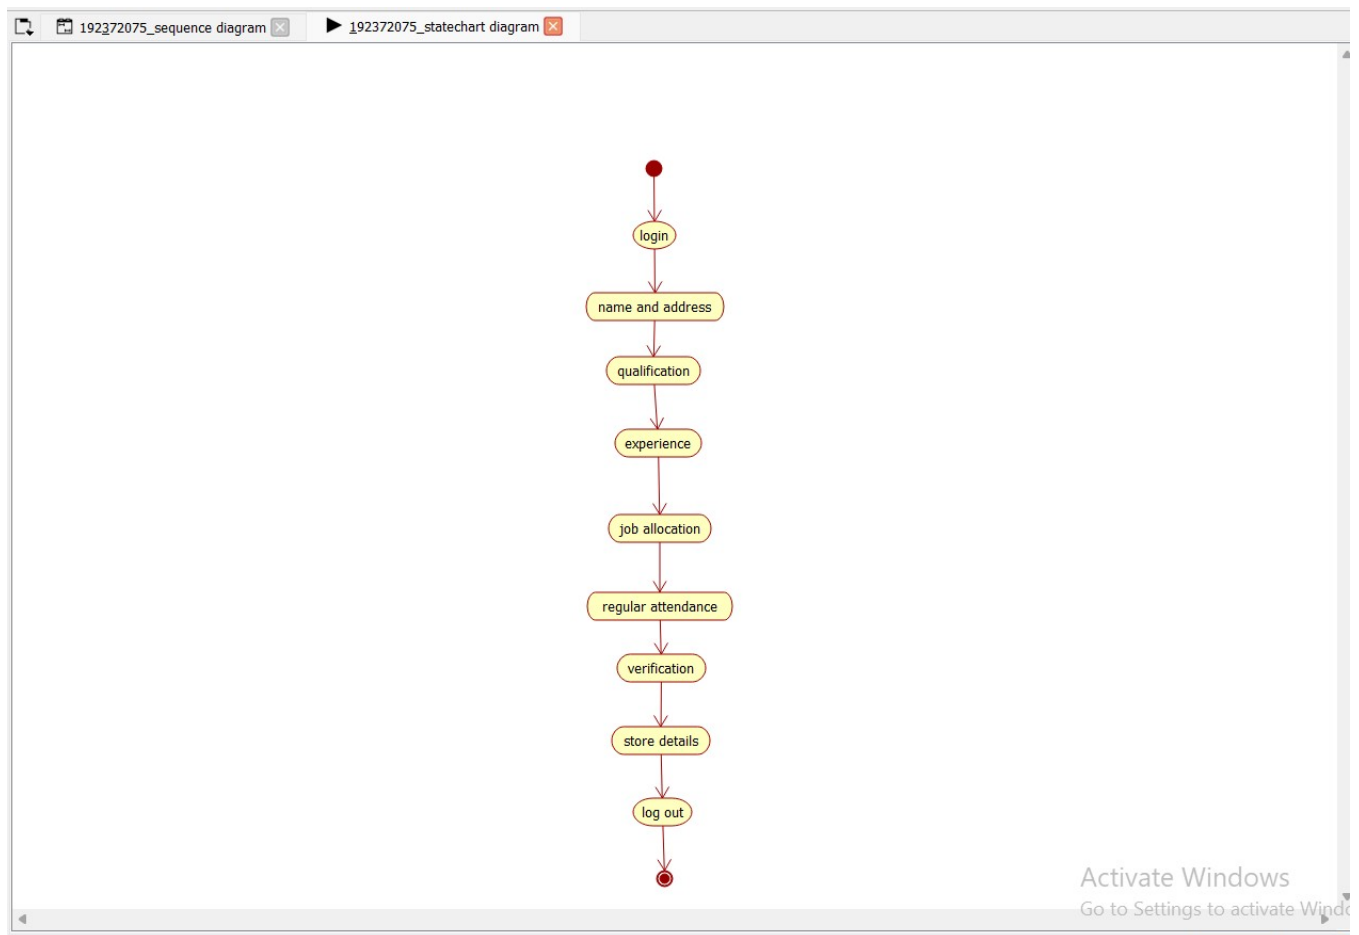 192372075_sequence diagram
192372075_statechart diagram
login
name and address
qualification
experience
job allocation
regular attendance
verification
store details
log out
Activate Windows
Go to Settings to activate Windo